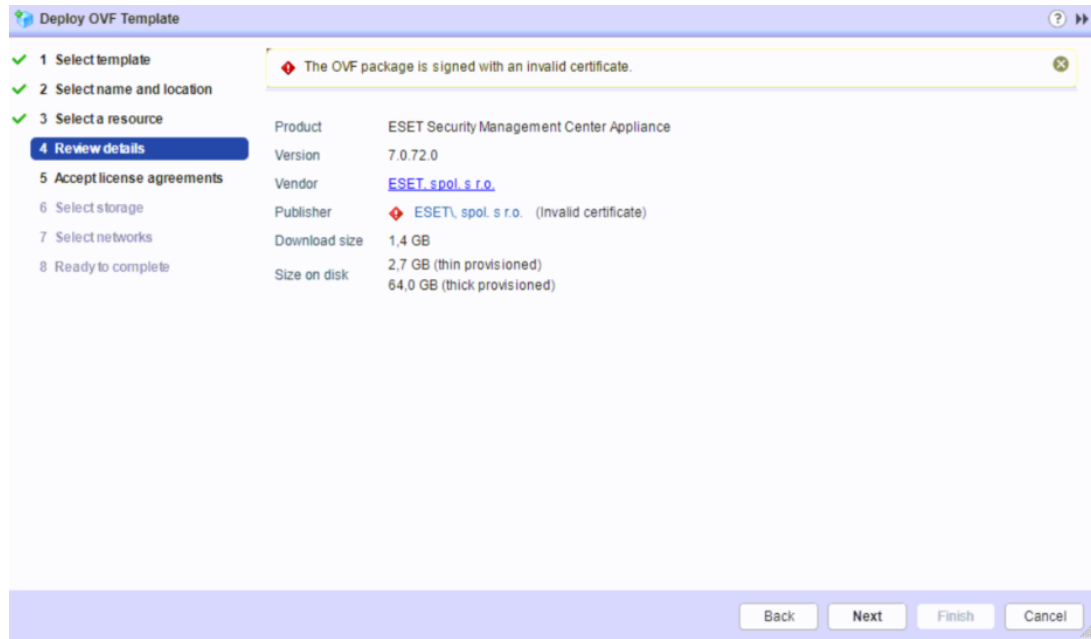 Deploy OVF Template
1 Select template
2 Select name and location
3 Select a resource
4 Review details
5 Accept license agreements
6 Select storage
7 Select networks
8 Ready to complete
The OVF package is signed with an invalid certificate.
Product ESET Security Management Center Appliance
Version 7.0.72.0
Vendor ESET, spol. s r.o.
Publisher ESET\, spol. s r.o. (Invalid certificate)
Download size 1,4 GB
Size on disk 2,7 GB (thin provisioned)
64,0 GB (thick provisioned)
Back Next Finish Cancel